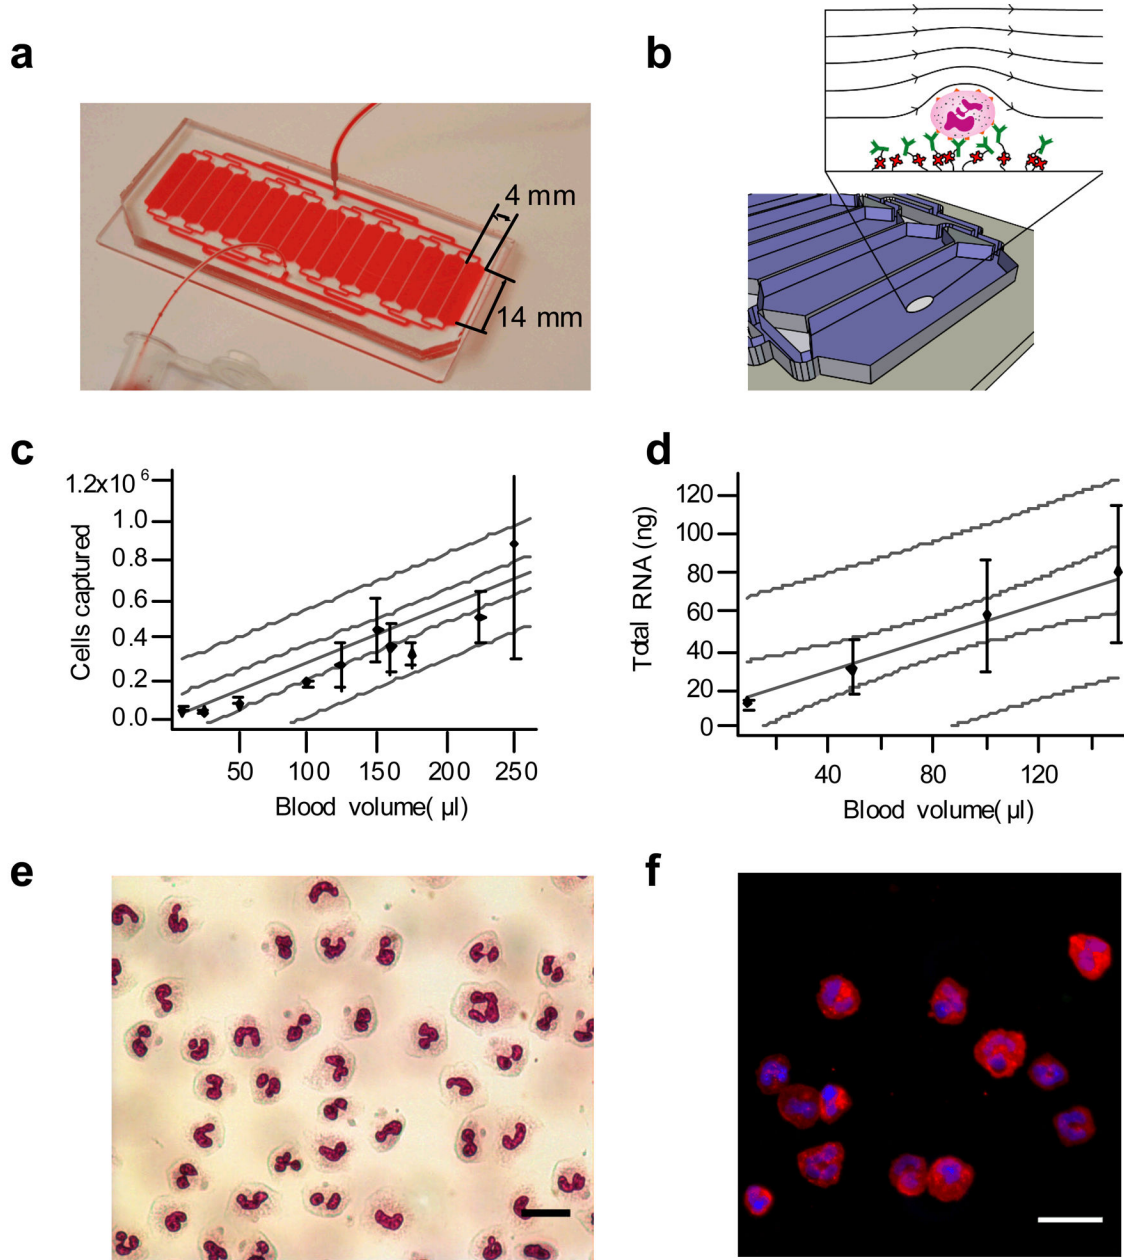 a
b
4 mm
14 mm
c
d
1.2x10 6
1.0
0.8
0.6
0.4
0.2
0.0
Cells captured
50 100 150 200 250
Blood volume( µl)
120
100
80
60
40
20
0
Total RNA (ng)
40 80 120
Blood volume( µl)
e
f